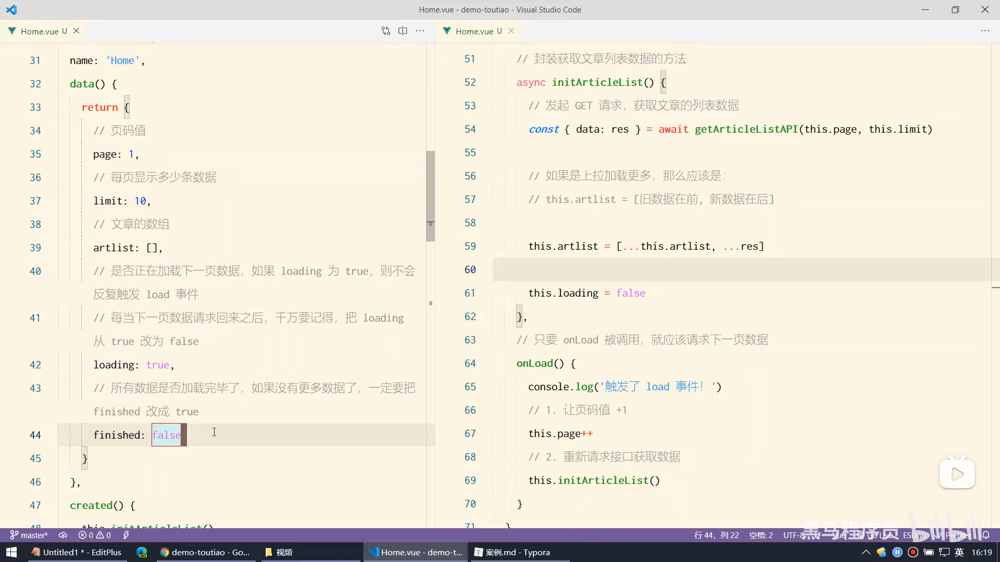 Home.vue - demo-toutiao - Visual Studio Code
Home.vue U
Home.vue U
31 name: 'Home',
32 data() {
33 return {
34 // 页码值
35 page: 1,
36 // 每页显示多少条数据
37 limit: 10,
38 // 文章的数组
39 artlist: [],
40 // 是否正在加载下一页数据，如果 loading 为 true，则不会
反复触发 load 事件
41 // 每当下一页数据请求回来之后，千万要记得，把 loading
从 true 改为 false
42 loading: true,
43 // 所有数据是否加载完毕了，如果没有更多数据了，一定要把
finished 改成 true
44 finished: false
45 }
46 },
47 created() {
48 this.initArticleList()
51 // 封装获取文章列表数据的方法
52 async initArticleList() {
53 // 发起 GET 请求，获取文章的列表数据
54 const { data: res } = await getArticleListAPI(this.page, this.limit)
55
56 // 如果是上拉加载更多，那么应该是：
57 // this.artlist = [旧数据在前，新数据在后]
58
59 this.artlist = [...this.artlist, ...res]
60
61 this.loading = false
62 },
63 // 只要 onLoad 被调用，就应该请求下一页数据
64 onLoad() {
65 console.log('触发了 load 事件！')
66 // 1. 让页码值 +1
67 this.page++
68 // 2. 重新请求接口获取数据
69 this.initArticleList()
70 }
71 }
黑马程序员 bilibili
master* 0 0 行 44，列 22 空格: 2 UTF-8 LF Vue Go Live ESLint Prettier
Untitled1 * - EditPlus demo-toutiao - Go... 视频 Home.vue - demo-t... 案例.md - Typora 英 16:19